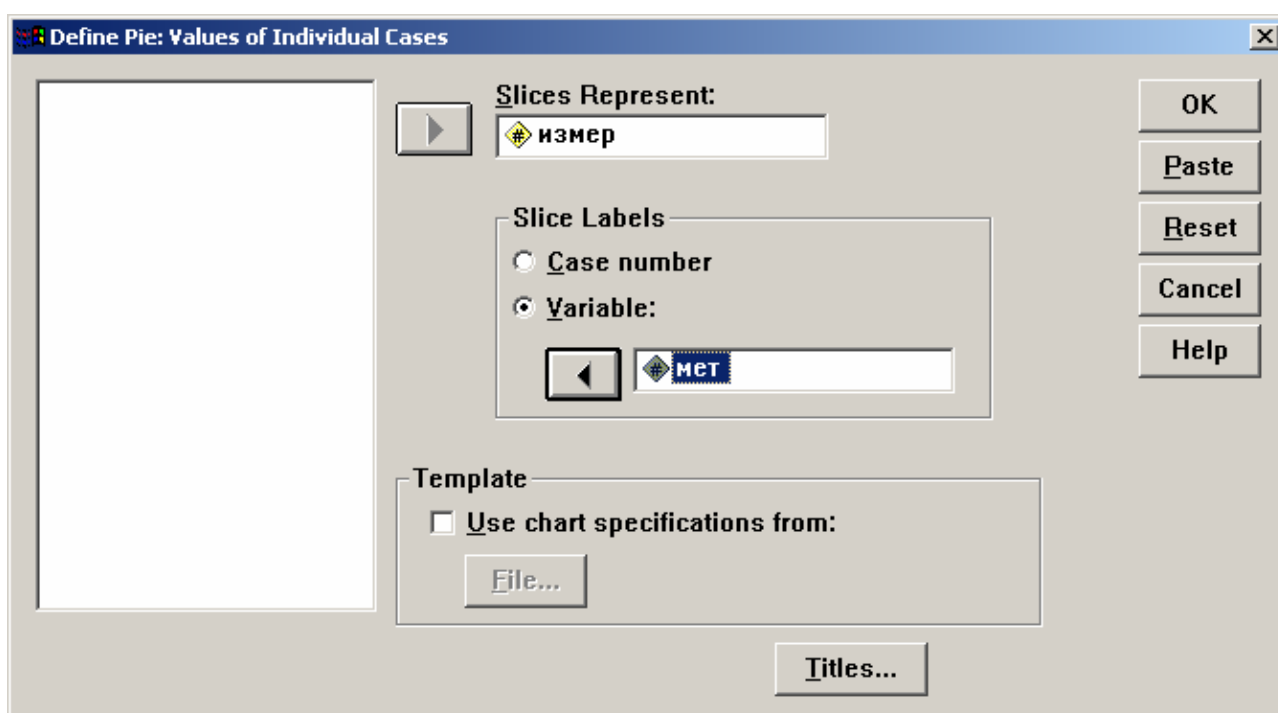 Define Pie: Values of Individual Cases
Slices Represent:
# измер
Slice Labels
Case number
Variable:
# мет
Template
Use chart specifications from:
File...
Titles...
OK
Paste
Reset
Cancel
Help